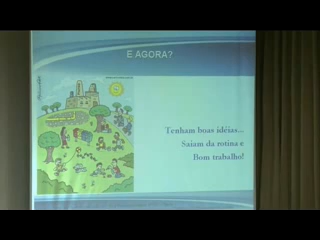 E AGORA?
Tenham boas idéias...
Saiam da rotina e
Bom trabalho!